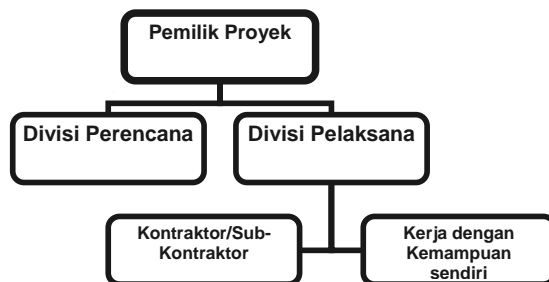 Pemilik Proyek
Divisi Perencana
Divisi Pelaksana
Kontraktor/Sub-
Kontraktor
Kerja dengan
Kemampuan
sendiri